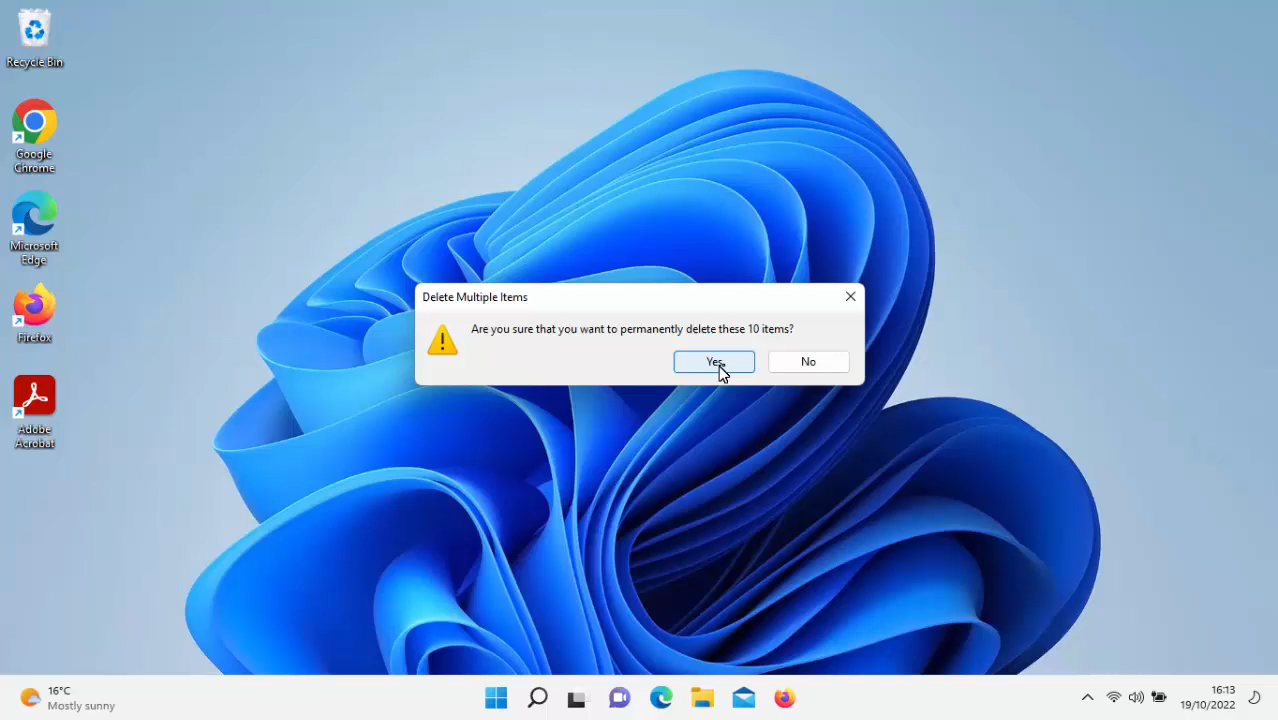 Recycle Bin
Google
Chrome
Microsoft
Edge
Firefox
Adobe
Acrobat
Delete Multiple Items
Are you sure that you want to permanently delete these 10 items?
Yes
No
16°C
Mostly sunny
16:13
19/10/2022